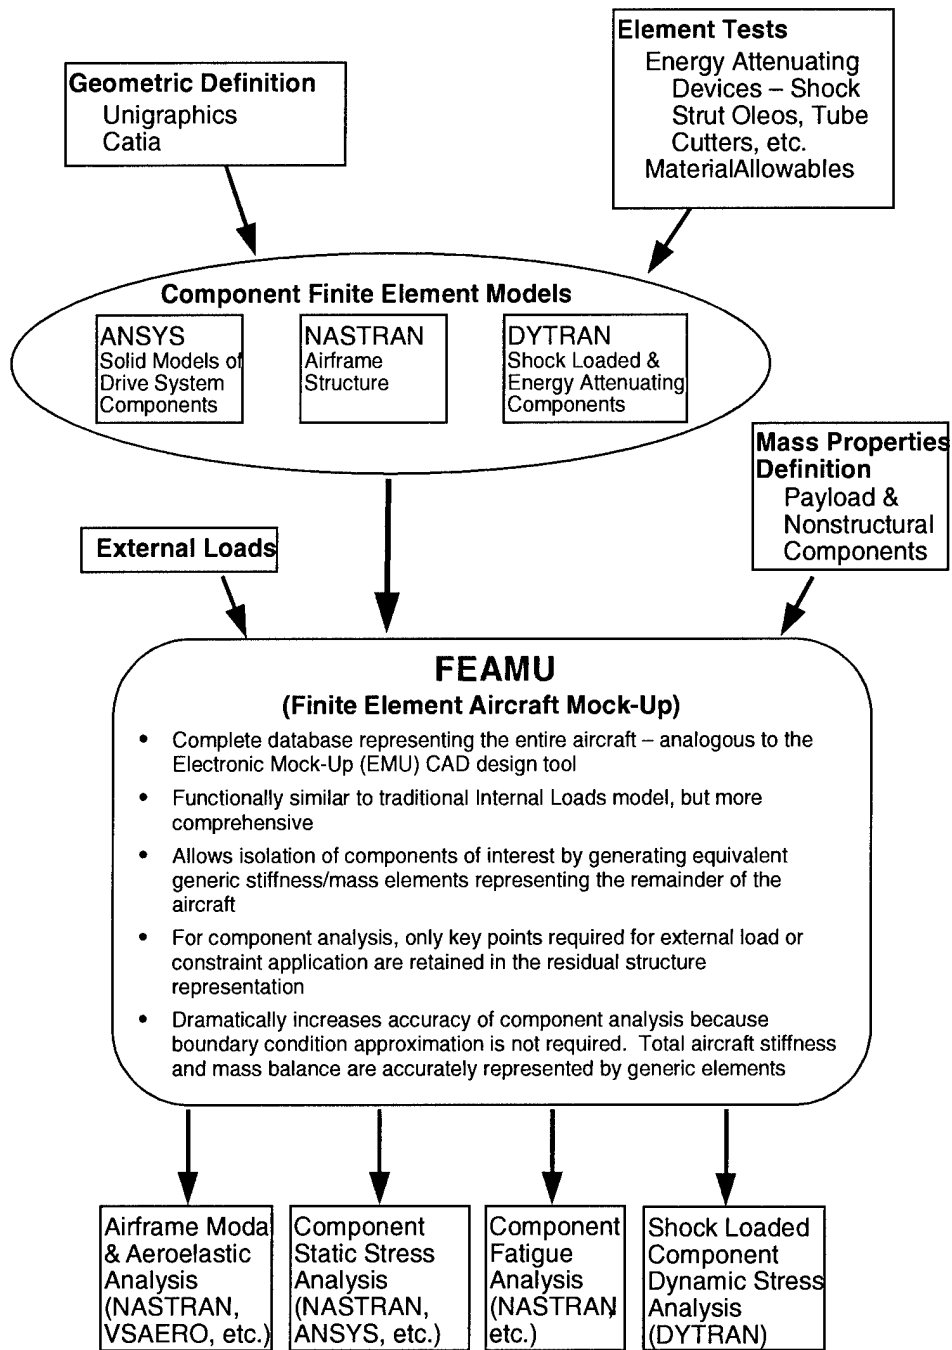 Element Tests
Energy Attenuating
Devices – Shock
Strut Oleos, Tube
Cutters, etc.
MaterialAllowables
Geometric Definition
Unigraphics
Catia
Component Finite Element Models
ANSYS
Solid Models of
Drive System
Components
NASTRAN
Airframe
Structure
DYTRAN
Shock Loaded &
Energy Attenuating
Components
Mass Properties
Definition
Payload &
Nonstructural
Components
External Loads
FEAMU
(Finite Element Aircraft Mock-Up)
• Complete database representing the entire aircraft – analogous to the
Electronic Mock-Up (EMU) CAD design tool
• Functionally similar to traditional Internal Loads model, but more
comprehensive
• Allows isolation of components of interest by generating equivalent
generic stiffness/mass elements representing the remainder of the
aircraft
• For component analysis, only key points required for external load or
constraint application are retained in the residual structure
representation
• Dramatically increases accuracy of component analysis because
boundary condition approximation is not required. Total aircraft stiffness
and mass balance are accurately represented by generic elements
Airframe Moda
& Aeroelastic
Analysis
(NASTRAN,
VSAERO, etc.)
Component
Static Stress
Analysis
(NASTRAN,
ANSYS, etc.)
Component
Fatigue
Analysis
(NASTRAN,
etc.)
Shock Loaded
Component
Dynamic Stress
Analysis
(DYTRAN)